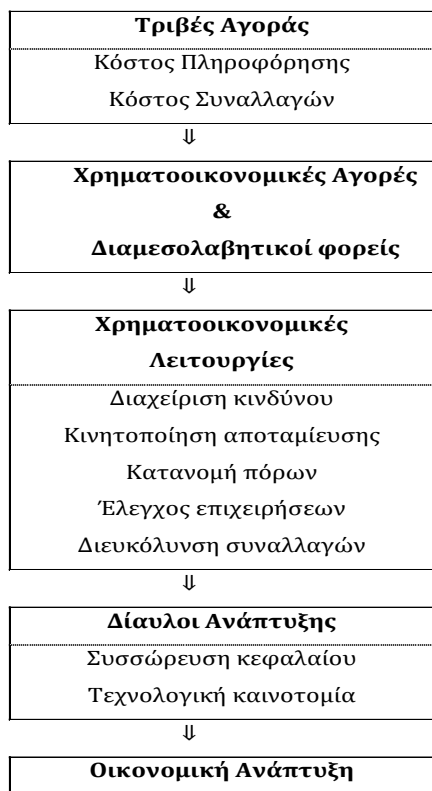 Τριβές Αγοράς
Κόστος Πληροφόρησης
Κόστος Συναλλαγών
⇓
Χρηματοοικονομικές Αγορές
&
Διαμεσολαβητικοί φορείς
⇓
Χρηματοοικονομικές
Λειτουργίες
Διαχείριση κινδύνου
Κινητοποίηση αποταμίευσης
Κατανομή πόρων
Έλεγχος επιχειρήσεων
Διευκόλυνση συναλλαγών
⇓
Δίαυλοι Ανάπτυξης
Συσσώρευση κεφαλαίου
Τεχνολογική καινοτομία
⇓
Οικονομική Ανάπτυξη